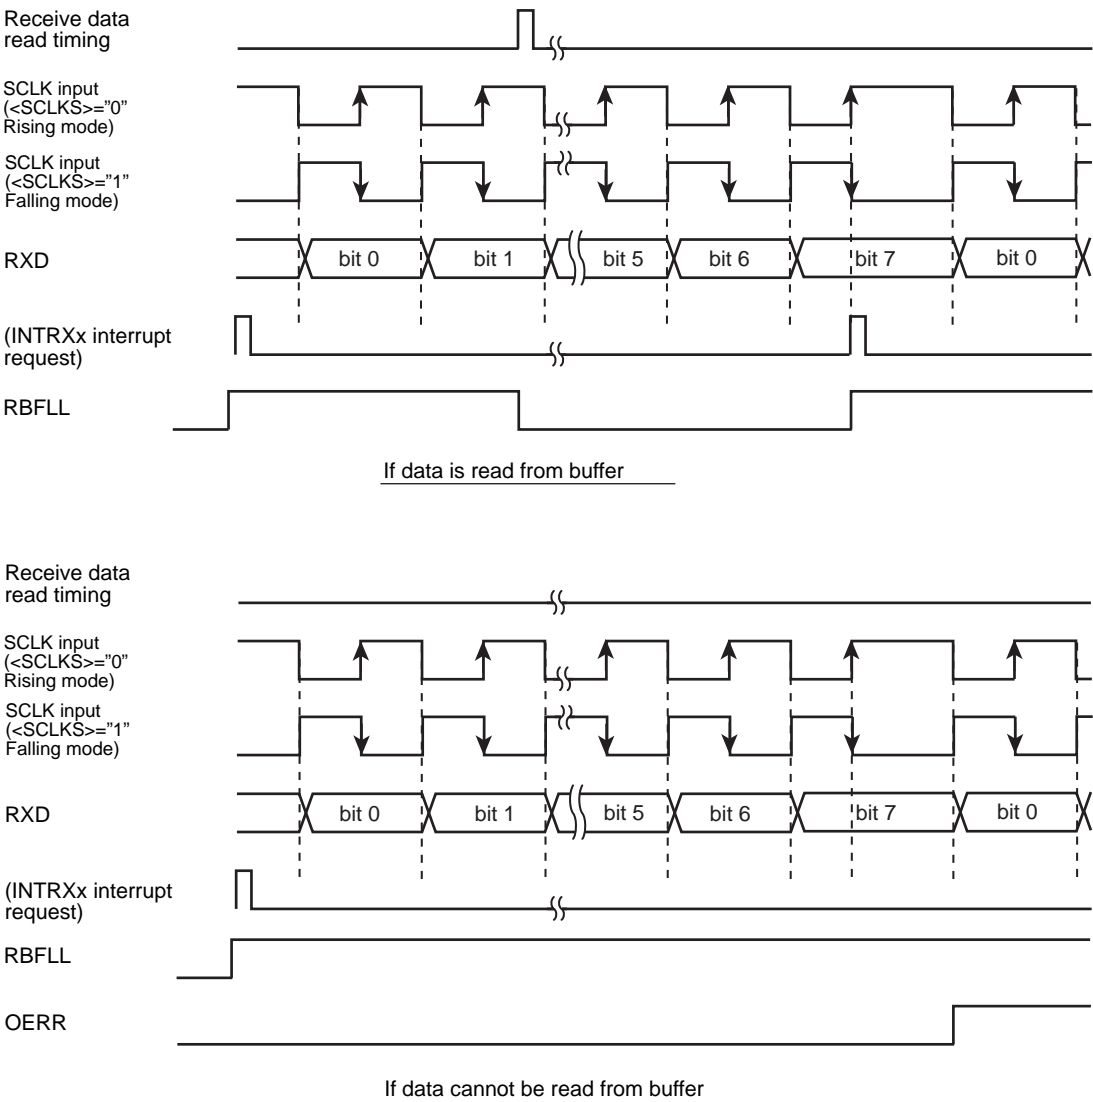 Receive data
read timing
SCLK input
(<SCLKS>="0"
Rising mode)
SCLK input
(<SCLKS>="1"
Falling mode)
RXD
bit 0
bit 1
bit 5
bit 6
bit 7
bit 0
(INTRXx interrupt
request)
RBFLL
If data is read from buffer
Receive data
read timing
SCLK input
(<SCLKS>="0"
Rising mode)
SCLK input
(<SCLKS>="1"
Falling mode)
RXD
bit 0
bit 1
bit 5
bit 6
bit 7
bit 0
(INTRXx interrupt
request)
RBFLL
OERR
If data cannot be read from buffer